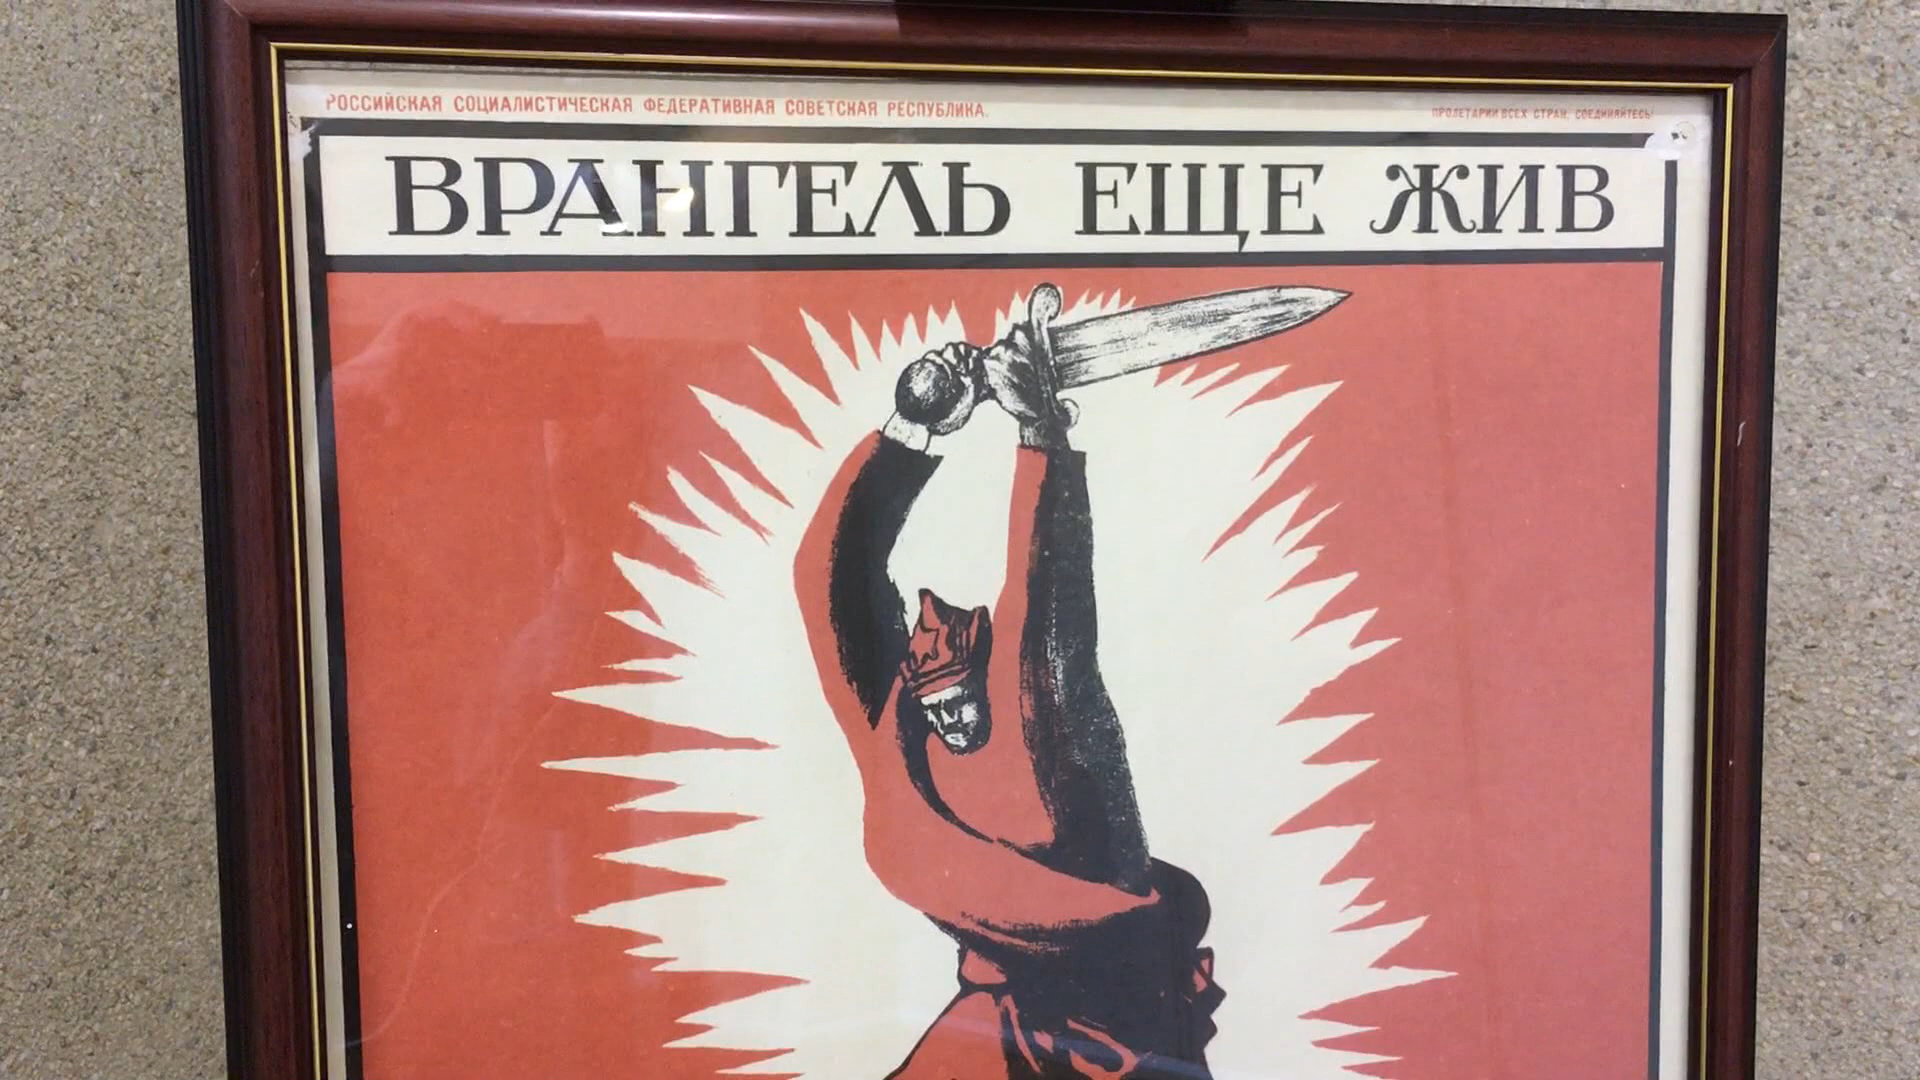 РОССИЙСКАЯ СОЦИАЛИСТИЧЕСКАЯ ФЕДЕРАТИВНАЯ СОВЕТСКАЯ РЕСПУБЛИКА.
ПРОЛЕТАРИИ ВСЕХ СТРАН, СОЕДИНЯЙТЕСЬ!
ВРАНГЕЛЬ ЕЩЕ ЖИВ